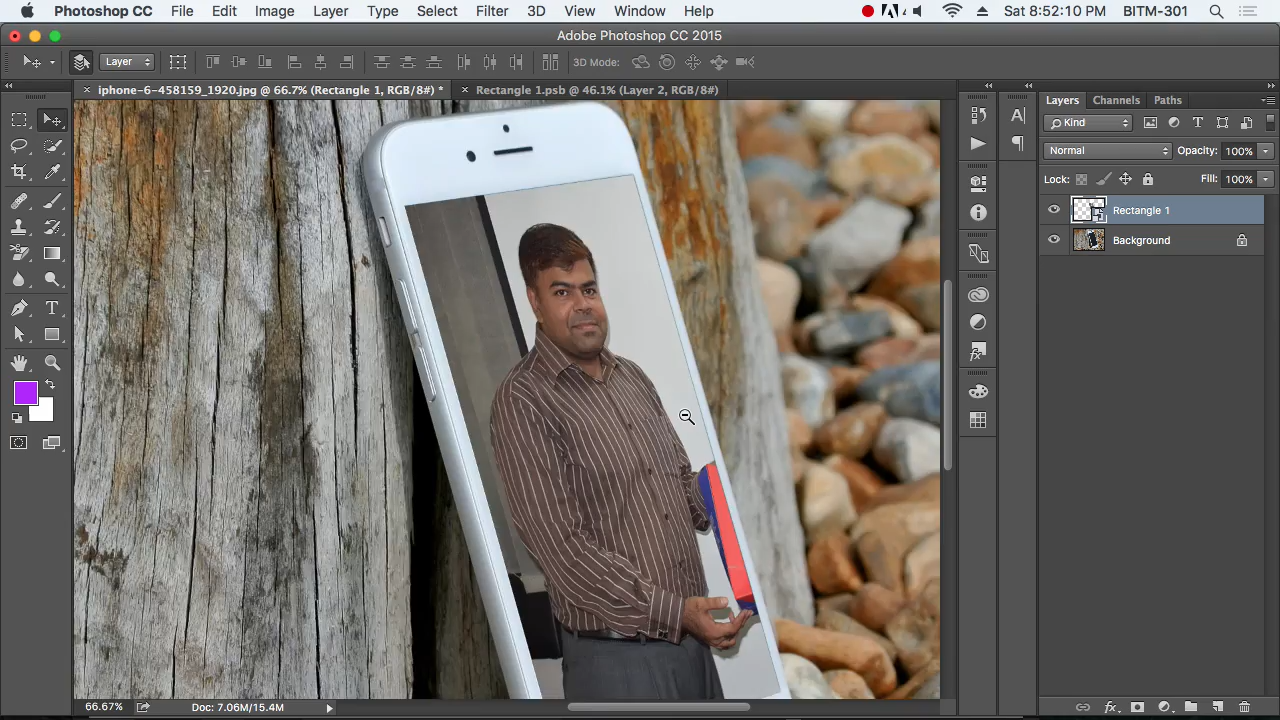 Photoshop CC File Edit Image Layer Type Select Filter 3D View Window Help Sat 8:52:10 PM BITM-301
Adobe Photoshop CC 2015
Layer 3D Mode:
iphone-6-458159_1920.jpg @ 66.7% (Rectangle 1, RGB/8#) * Rectangle 1.psb @ 46.1% (Layer 2, RGB/8#)
Layers Channels Paths
Kind
Normal Opacity: 100%
Lock: Fill: 100%
Rectangle 1
Background
66.67% Doc: 7.06M/15.4M